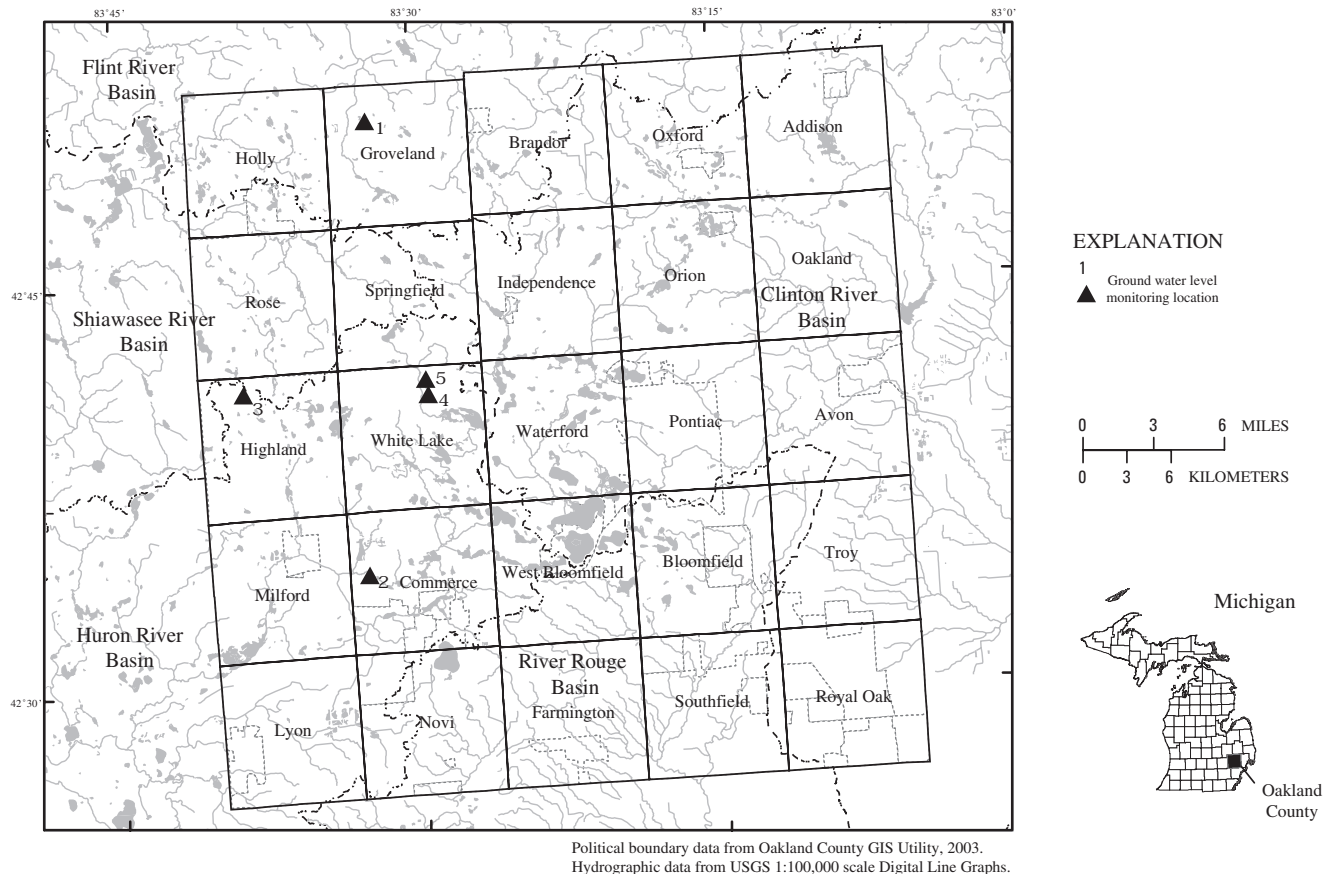 83°45'
83°30'
83°15'
83°0'
Flint River
Basin
1
Groveland
Holly
Brandor
Oxford
Addison
42°45'
Rose
Springfield
Independence
Orion
Oakland
Clinton River
Basin
Shiawasee River
Basin
5
4
3
Highland
White Lake
Waterford
Pontiac
Avon
2
Commerce
Milford
West Bloomfield
Bloomfield
Troy
Huron River
Basin
42°30'
River Rouge
Basin
Farmington
Lyon
Novi
Southfield
Royal Oak
EXPLANATION
1
Ground water level
monitoring location
0 3 6 MILES
0 3 6 KILOMETERS
Michigan
Oakland
County
Political boundary data from Oakland County GIS Utility, 2003.
Hydrographic data from USGS 1:100,000 scale Digital Line Graphs.